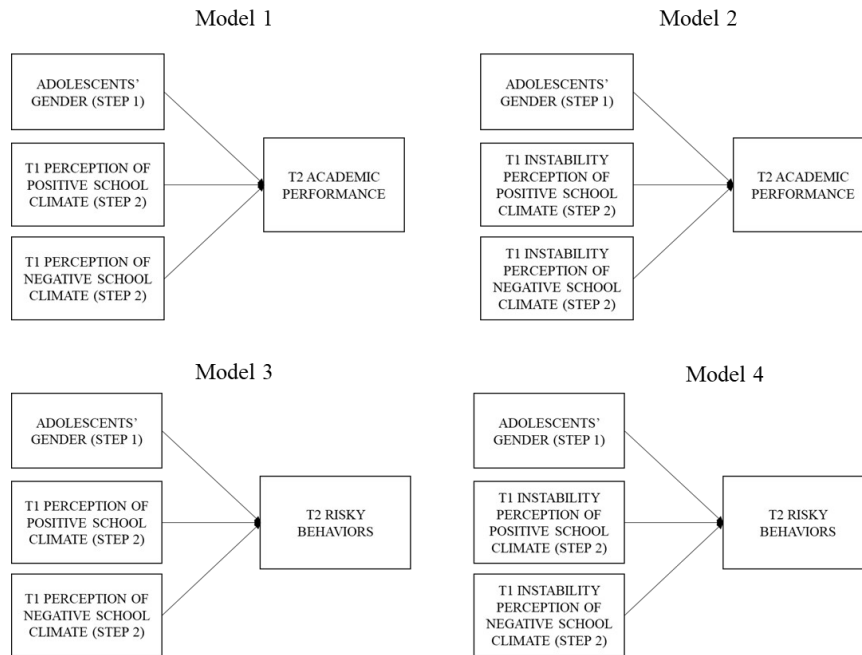 Model 1
ADOLESCENTS'
GENDER (STEP 1)
T1 PERCEPTION OF
POSITIVE SCHOOL
CLIMATE (STEP 2)
T1 PERCEPTION OF
NEGATIVE SCHOOL
CLIMATE (STEP 2)
T2 ACADEMIC
PERFORMANCE
Model 2
ADOLESCENTS'
GENDER (STEP 1)
T1 INSTABILITY
PERCEPTION OF
POSITIVE SCHOOL
CLIMATE (STEP 2)
T1 INSTABILITY
PERCEPTION OF
NEGATIVE SCHOOL
CLIMATE (STEP 2)
T2 ACADEMIC
PERFORMANCE
Model 3
ADOLESCENTS'
GENDER (STEP 1)
T1 PERCEPTION OF
POSITIVE SCHOOL
CLIMATE (STEP 2)
T1 PERCEPTION OF
NEGATIVE SCHOOL
CLIMATE (STEP 2)
T2 RISKY
BEHAVIORS
Model 4
ADOLESCENTS'
GENDER (STEP 1)
T1 INSTABILITY
PERCEPTION OF
POSITIVE SCHOOL
CLIMATE (STEP 2)
T1 INSTABILITY
PERCEPTION OF
NEGATIVE SCHOOL
CLIMATE (STEP 2)
T2 RISKY
BEHAVIORS